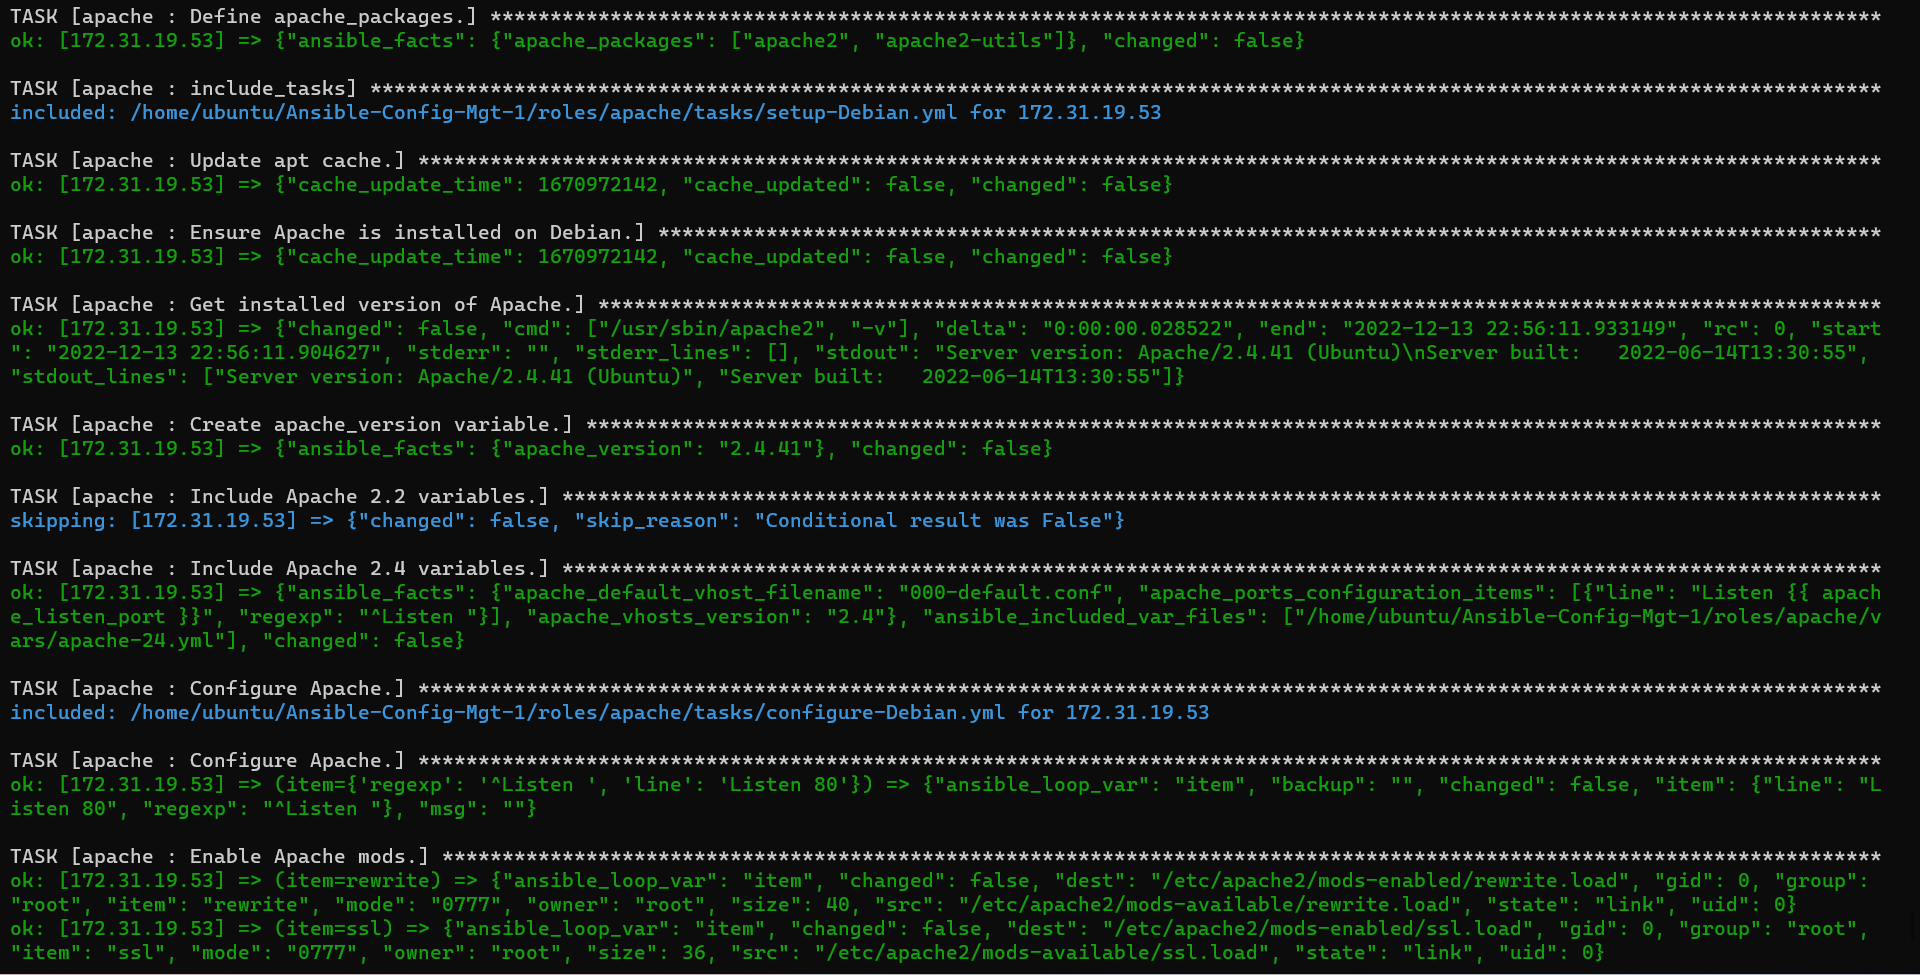 TASK [apache : Define apache_packages.] ********************************************************************************************************************
ok: [172.31.19.53] => {"ansible_facts": {"apache_packages": ["apache2", "apache2-utils"]}, "changed": false}
TASK [apache : include_tasks] ******************************************************************************************************************************
included: /home/ubuntu/Ansible-Config-Mgt-1/roles/apache/tasks/setup-Debian.yml for 172.31.19.53
TASK [apache : Update apt cache.] **************************************************************************************************************************
ok: [172.31.19.53] => {"cache_update_time": 1670972142, "cache_updated": false, "changed": false}
TASK [apache : Ensure Apache is installed on Debian.] ******************************************************************************************************
ok: [172.31.19.53] => {"cache_update_time": 1670972142, "cache_updated": false, "changed": false}
TASK [apache : Get installed version of Apache.] ***********************************************************************************************************
ok: [172.31.19.53] => {"changed": false, "cmd": ["/usr/sbin/apache2", "-v"], "delta": "0:00:00.028522", "end": "2022-12-13 22:56:11.933149", "rc": 0, "start
": "2022-12-13 22:56:11.904627", "stderr": "", "stderr_lines": [], "stdout": "Server version: Apache/2.4.41 (Ubuntu)\nServer built:   2022-06-14T13:30:55",
"stdout_lines": ["Server version: Apache/2.4.41 (Ubuntu)", "Server built:   2022-06-14T13:30:55"]}
TASK [apache : Create apache_version variable.] ************************************************************************************************************
ok: [172.31.19.53] => {"ansible_facts": {"apache_version": "2.4.41"}, "changed": false}
TASK [apache : Include Apache 2.2 variables.] **************************************************************************************************************
skipping: [172.31.19.53] => {"changed": false, "skip_reason": "Conditional result was False"}
TASK [apache : Include Apache 2.4 variables.] **************************************************************************************************************
ok: [172.31.19.53] => {"ansible_facts": {"apache_default_vhost_filename": "000-default.conf", "apache_ports_configuration_items": [{"line": "Listen {{ apach
e_listen_port }}", "regexp": "^Listen "}], "apache_vhosts_version": "2.4"}, "ansible_included_var_files": ["/home/ubuntu/Ansible-Config-Mgt-1/roles/apache/v
ars/apache-24.yml"], "changed": false}
TASK [apache : Configure Apache.] **************************************************************************************************************************
included: /home/ubuntu/Ansible-Config-Mgt-1/roles/apache/tasks/configure-Debian.yml for 172.31.19.53
TASK [apache : Configure Apache.] **************************************************************************************************************************
ok: [172.31.19.53] => (item={'regexp': '^Listen ', 'line': 'Listen 80'}) => {"ansible_loop_var": "item", "backup": "", "changed": false, "item": {"line": "L
isten 80", "regexp": "^Listen "}, "msg": ""}
TASK [apache : Enable Apache mods.] ************************************************************************************************************************
ok: [172.31.19.53] => (item=rewrite) => {"ansible_loop_var": "item", "changed": false, "dest": "/etc/apache2/mods-enabled/rewrite.load", "gid": 0, "group":
"root", "item": "rewrite", "mode": "0777", "owner": "root", "size": 40, "src": "/etc/apache2/mods-available/rewrite.load", "state": "link", "uid": 0}
ok: [172.31.19.53] => (item=ssl) => {"ansible_loop_var": "item", "changed": false, "dest": "/etc/apache2/mods-enabled/ssl.load", "gid": 0, "group": "root",
"item": "ssl", "mode": "0777", "owner": "root", "size": 36, "src": "/etc/apache2/mods-available/ssl.load", "state": "link", "uid": 0}